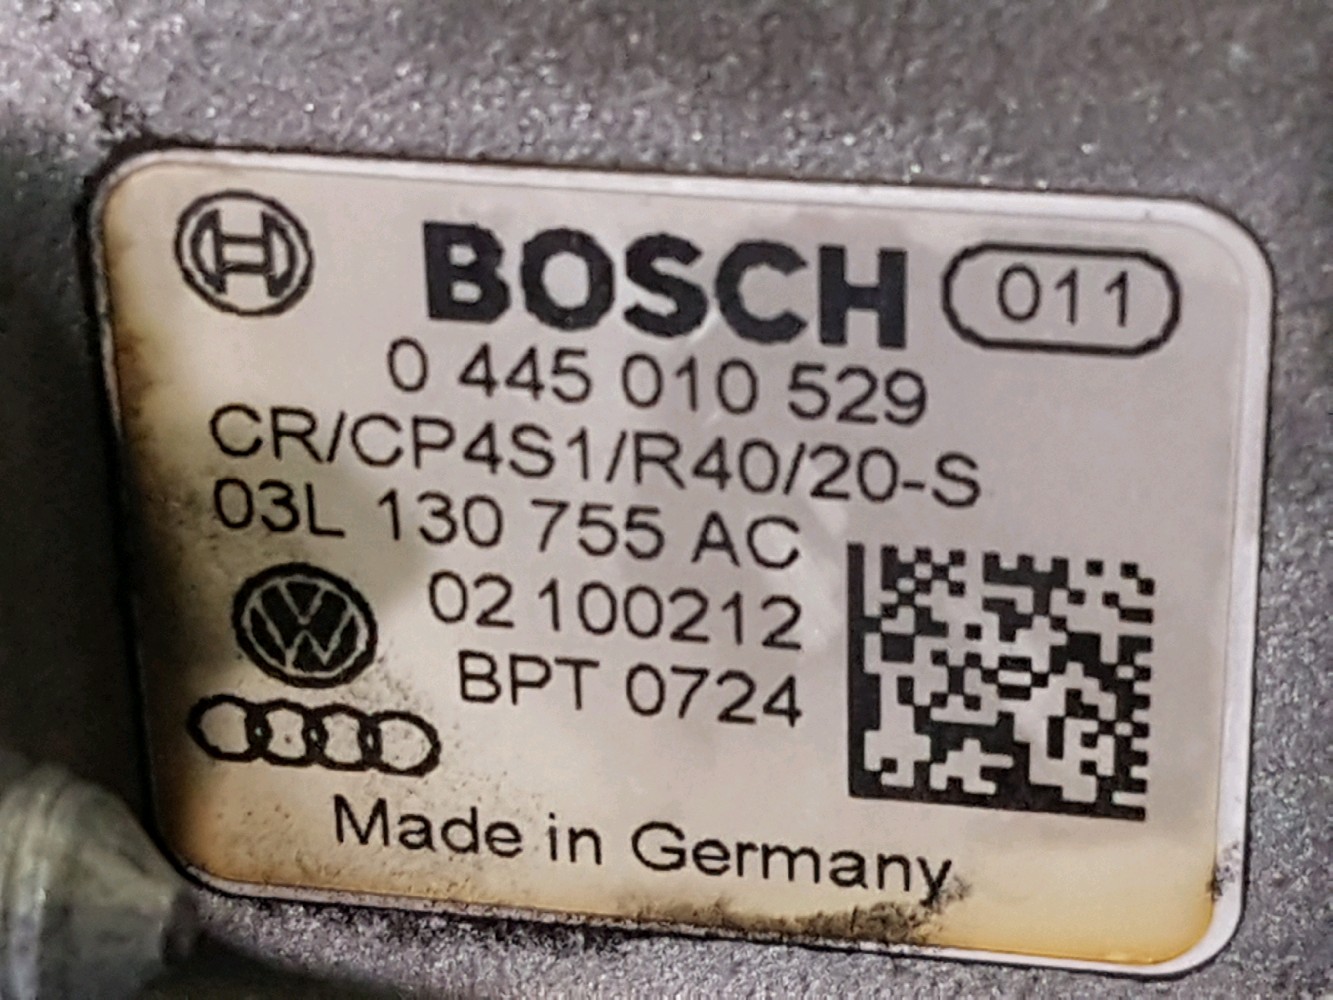 BOSCH 011
0 445 010 529
CR/CP4S1/R40/20-S
03L 130 755 AC
02 100212
BPT 0724
Made in Germany